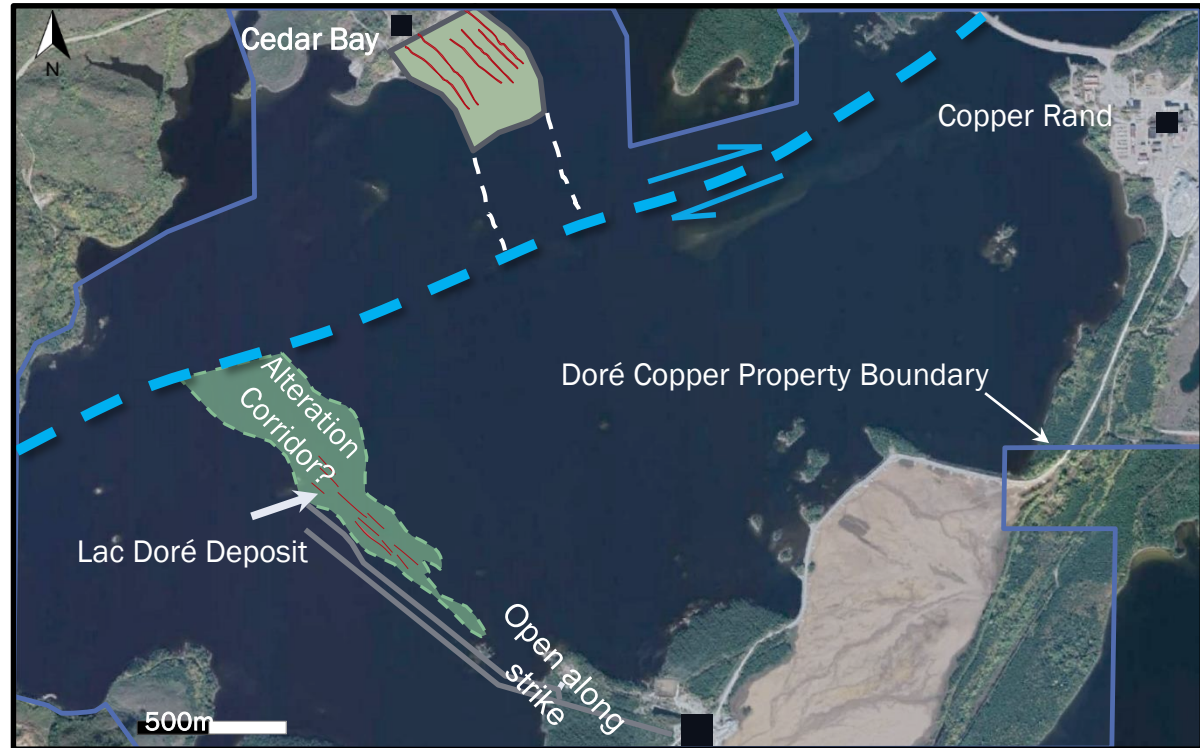 N
Cedar Bay
Copper Rand
Doré Copper Property Boundary
Alteration
Corridor?
Lac Doré Deposit
Open along
strike
500m